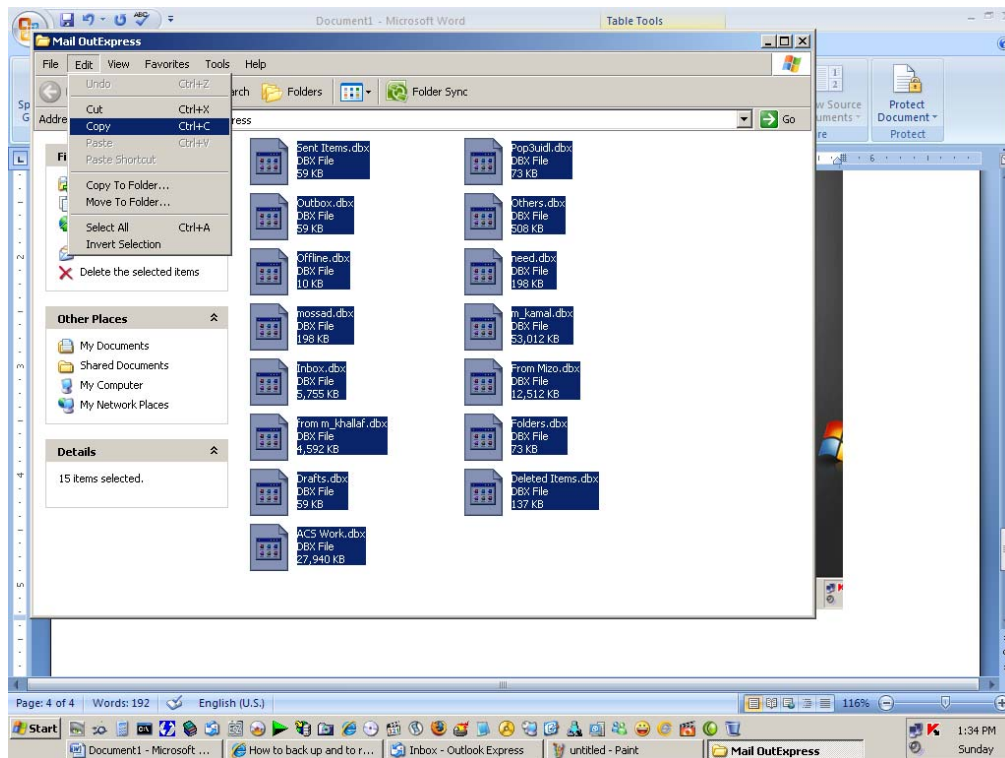 Document1 - Microsoft Word
Table Tools
Mail OutExpress
File Edit View Favorites Tools Help
Undo Ctrl+Z
Cut Ctrl+X
Copy Ctrl+C
Paste Ctrl+V
Paste Shortcut
Copy To Folder...
Move To Folder...
Select All Ctrl+A
Invert Selection
Folders
Folder Sync
Go
Delete the selected items
Other Places
My Documents
Shared Documents
My Computer
My Network Places
Details
15 items selected.
Sent Items.dbx
DBX File
59 KB
Pop3uidl.dbx
DBX File
73 KB
Outbox.dbx
DBX File
59 KB
Others.dbx
DBX File
508 KB
Offline.dbx
DBX File
10 KB
need.dbx
DBX File
198 KB
mossad.dbx
DBX File
198 KB
m_kamal.dbx
DBX File
53,012 KB
Inbox.dbx
DBX File
5,755 KB
From Mizo.dbx
DBX File
12,512 KB
from m_khallaf.dbx
DBX File
4,592 KB
Folders.dbx
DBX File
73 KB
Drafts.dbx
DBX File
59 KB
Deleted Items.dbx
DBX File
137 KB
ACS Work.dbx
DBX File
27,940 KB
Source
Protect
Document
Protect
Page: 4 of 4 Words: 192 English (U.S.) 116%
Start 1:34 PM
Document1 - Microsoft ... How to back up and to r... Inbox - Outlook Express untitled - Paint Mail OutExpress Sunday